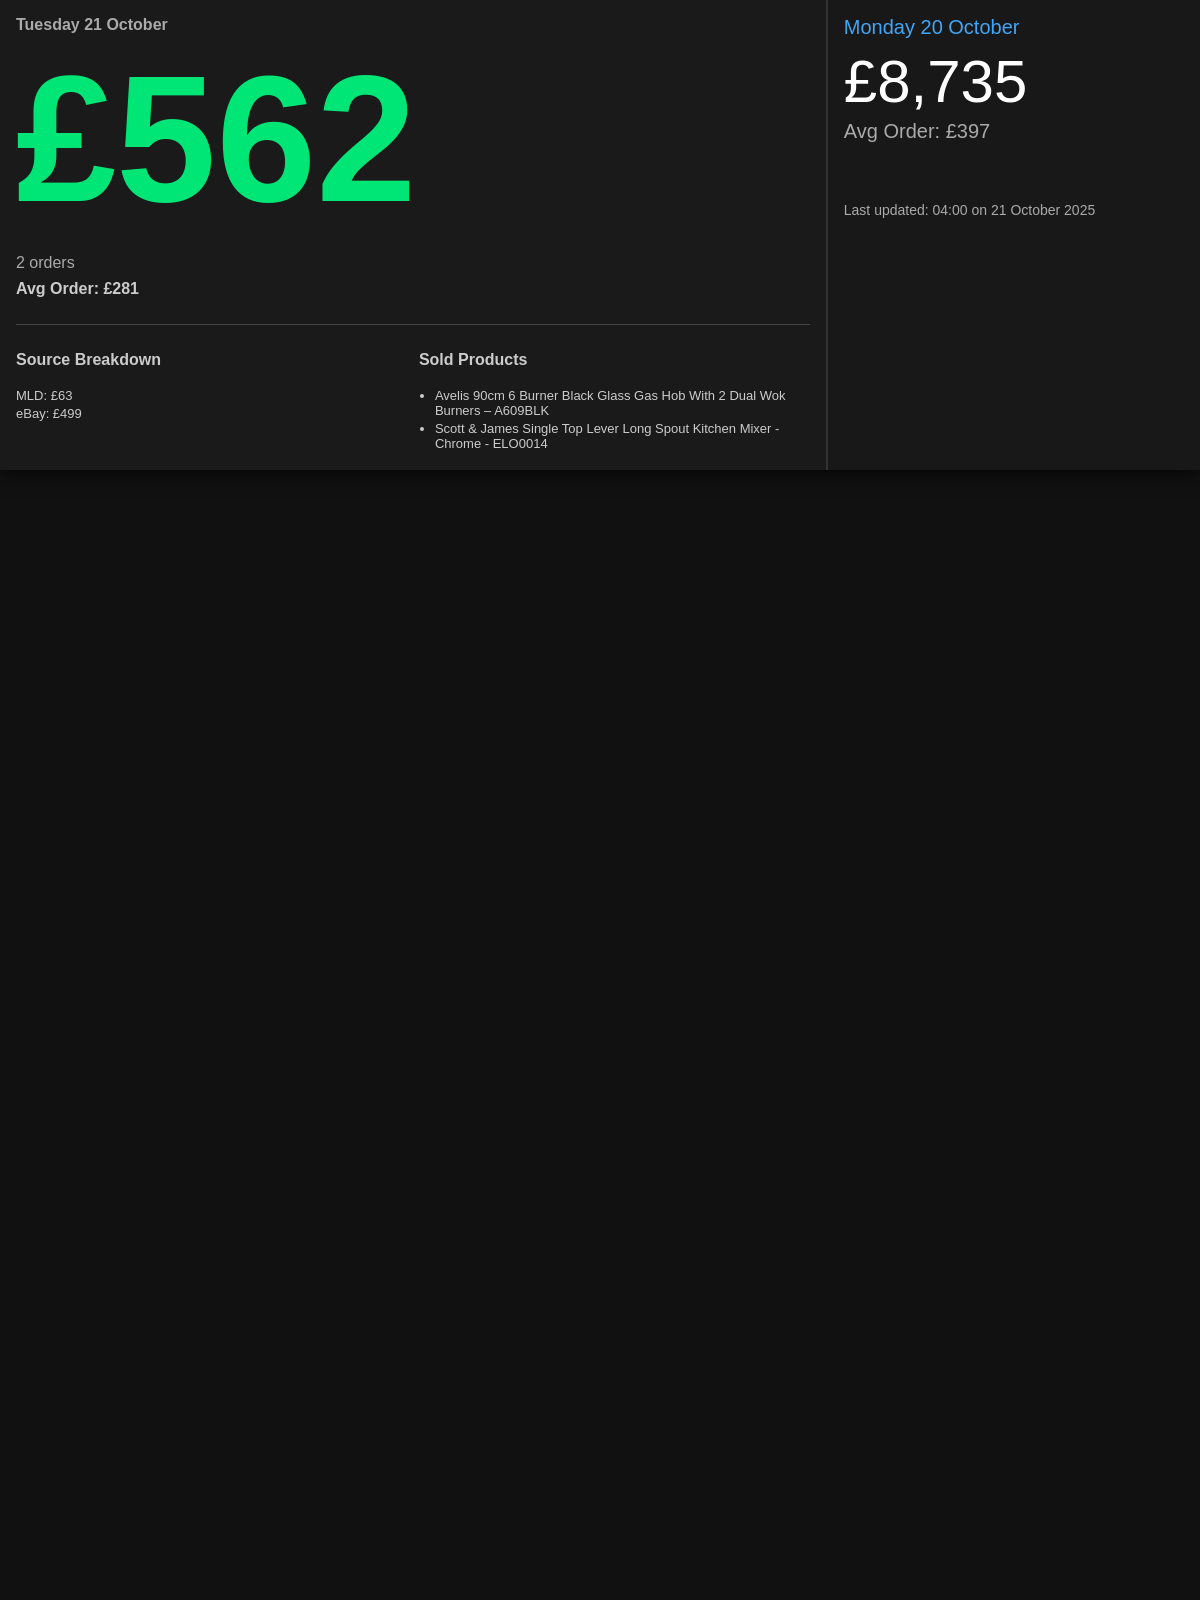 Tuesday 21 October
£562
2 orders
Avg Order: £281
Source Breakdown
MLD: £63
eBay: £499
Sold Products
• Avelis 90cm 6 Burner Black Glass Gas Hob With 2 Dual Wok
Burners – A609BLK
• Scott & James Single Top Lever Long Spout Kitchen Mixer -
Chrome - ELO0014
Monday 20 October
£8,735
Avg Order: £397
Last updated: 04:00 on 21 October 2025